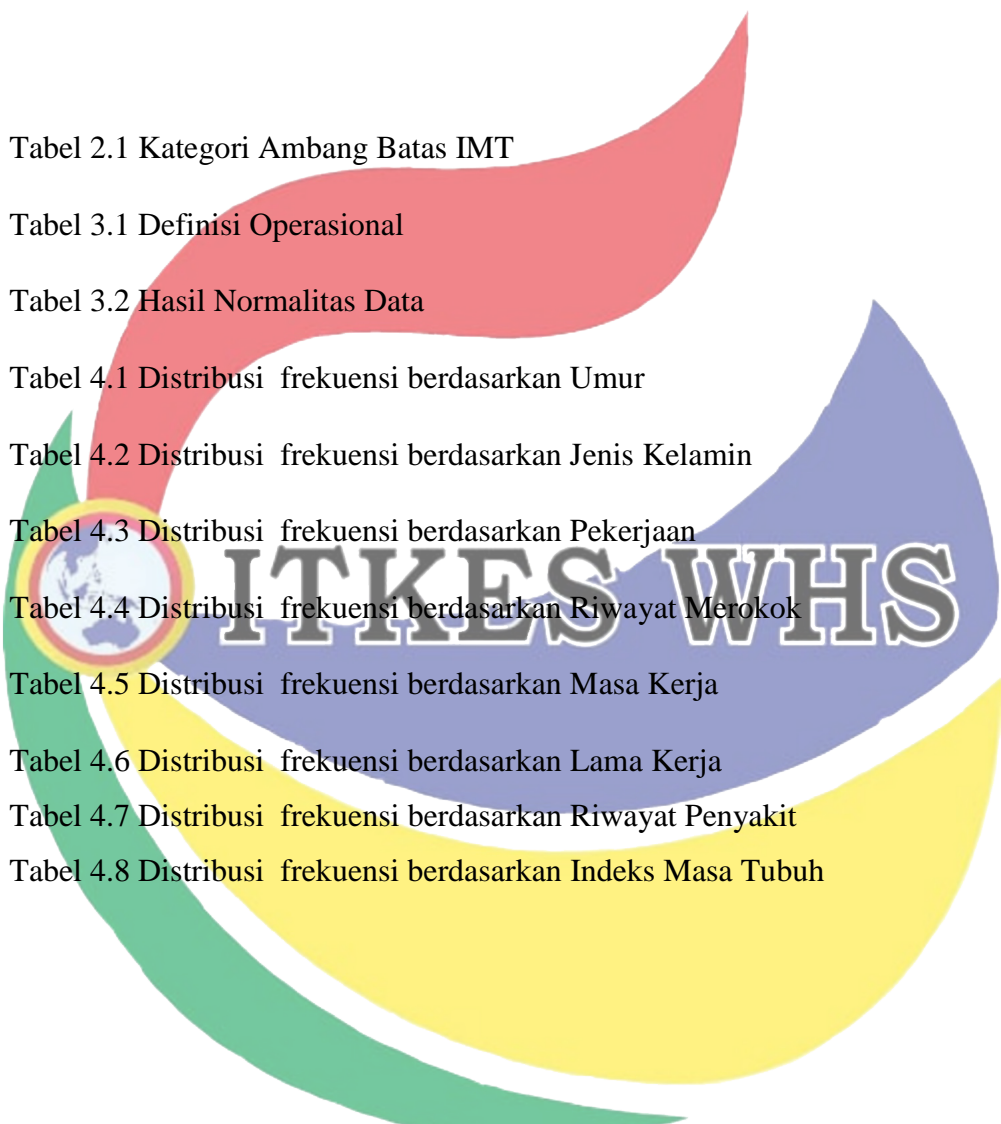 Tabel 2.1 Kategori Ambang Batas IMT
Tabel 3.1 Definisi Operasional
Tabel 3.2 Hasil Normalitas Data
Tabel 4.1 Distribusi  frekuensi berdasarkan Umur
Tabel 4.2 Distribusi  frekuensi berdasarkan Jenis Kelamin
Tabel 4.3 Distribusi  frekuensi berdasarkan Pekerjaan
ITKES WHS
Tabel 4.4 Distribusi  frekuensi berdasarkan Riwayat Merokok
Tabel 4.5 Distribusi  frekuensi berdasarkan Masa Kerja
Tabel 4.6 Distribusi  frekuensi berdasarkan Lama Kerja
Tabel 4.7 Distribusi  frekuensi berdasarkan Riwayat Penyakit
Tabel 4.8 Distribusi  frekuensi berdasarkan Indeks Masa Tubuh